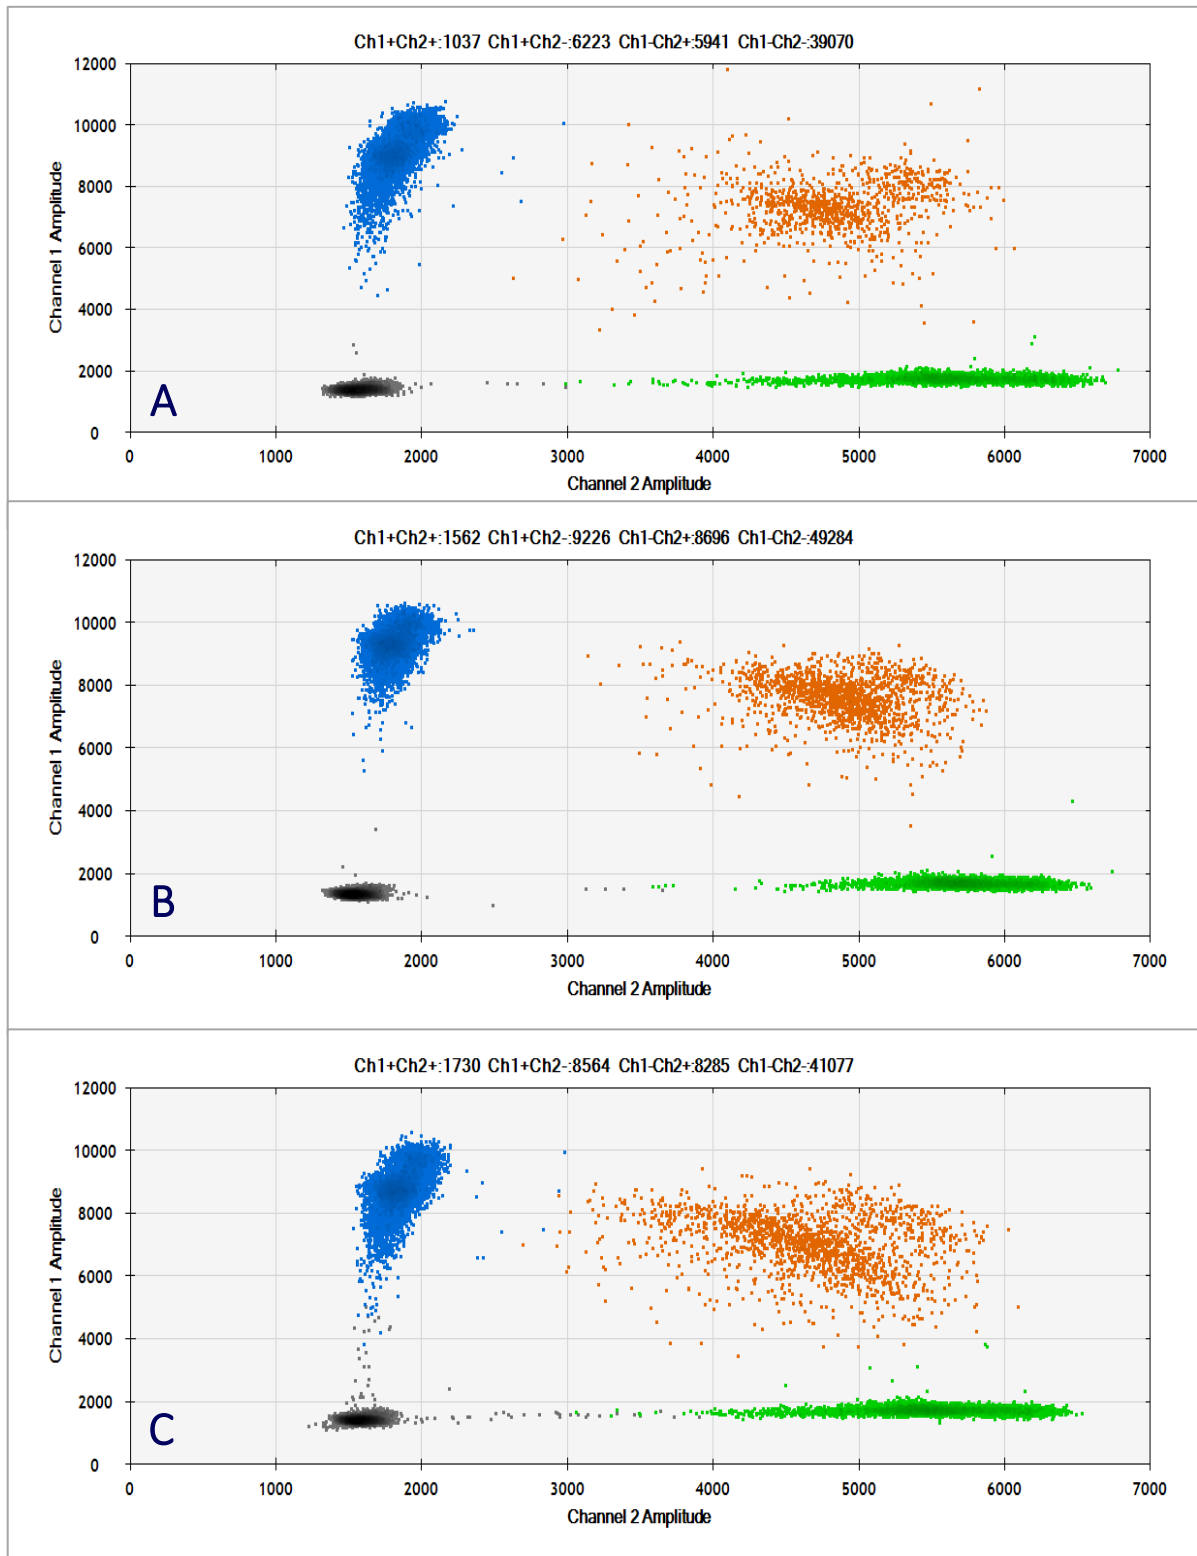 Ch1+Ch2+:1037 Ch1+Ch2-:6223 Ch1-Ch2+:5941 Ch1-Ch2-:39070
12000
10000
8000
6000
4000
2000
0
Channel 1 Amplitude
A
0 1000 2000 3000 4000 5000 6000 7000
Channel 2 Amplitude
Ch1+Ch2+:1562 Ch1+Ch2-:9226 Ch1-Ch2+:8696 Ch1-Ch2-:49284
12000
10000
8000
6000
4000
2000
0
Channel 1 Amplitude
B
0 1000 2000 3000 4000 5000 6000 7000
Channel 2 Amplitude
Ch1+Ch2+:1730 Ch1+Ch2-:8564 Ch1-Ch2+:8285 Ch1-Ch2-:41077
12000
10000
8000
6000
4000
2000
0
Channel 1 Amplitude
C
0 1000 2000 3000 4000 5000 6000 7000
Channel 2 Amplitude